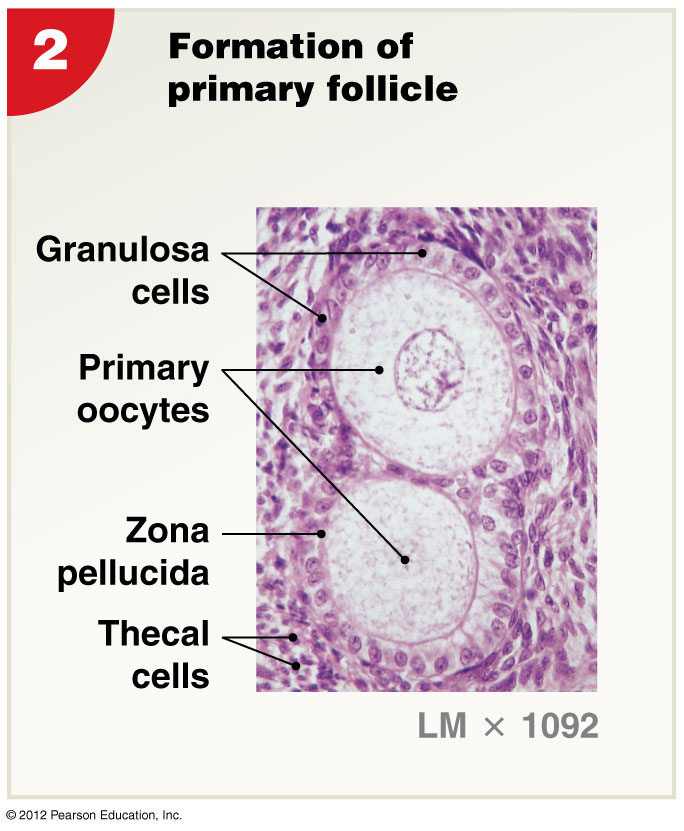 2
Formation of
primary follicle
Granulosa
cells
Primary
oocytes
Zona
pellucida
Thecal
cells
LM × 1092
© 2012 Pearson Education, Inc.